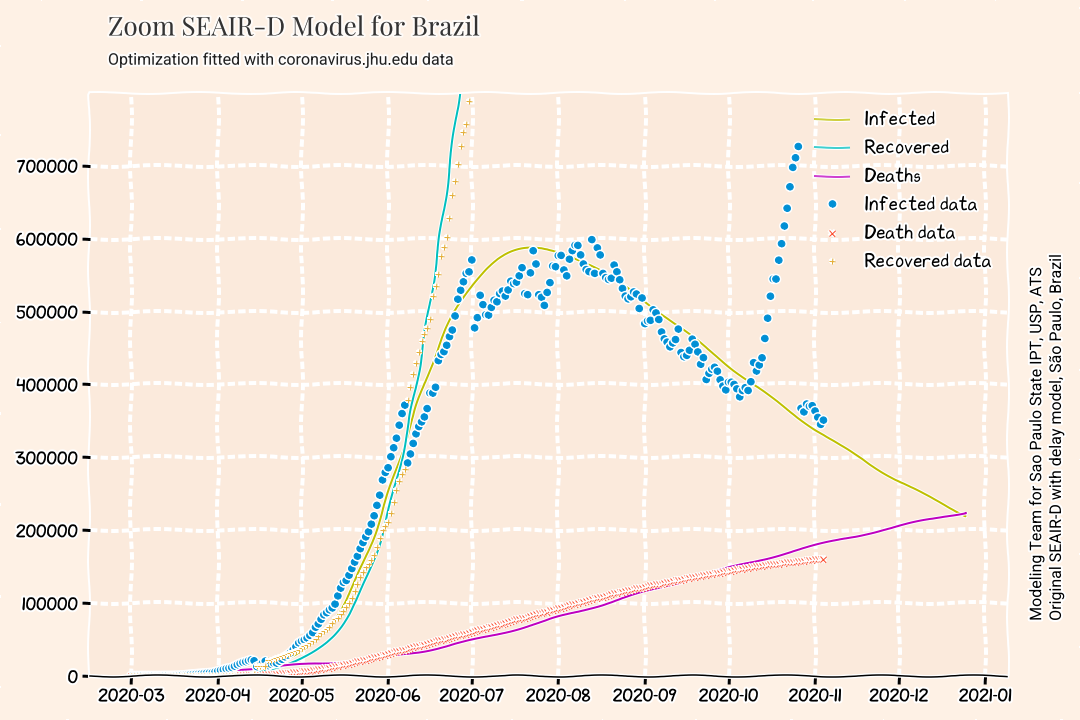 Zoom SEAIR-D Model for Brazil
Optimization fitted with coronavirus.jhu.edu data
Infected
Recovered
Deaths
Infected data
Death data
Recovered data
700000
600000
500000
400000
300000
200000
100000
0
2020-03 2020-04 2020-05 2020-06 2020-07 2020-08 2020-09 2020-10 2020-11 2020-12 2021-01
Modeling Team for Sao Paulo State IPT, USP, ATS
Original SEAIR-D with delay model, São Paulo, Brazil